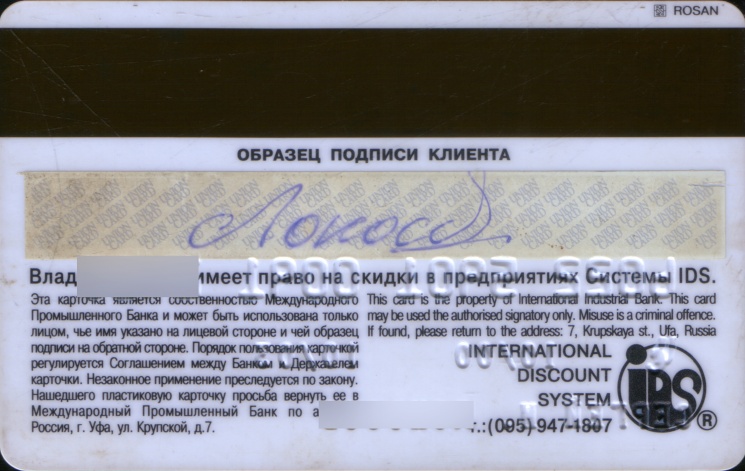 ROSAN
ОБРАЗЕЦ ПОДПИСИ КЛИЕНТА
Влад имеет право на скидки в предприятиях Системы IDS.
Эта карточка является собственностью Международного
Промышленного Банка и может быть использована только
лицом, чье имя указано на лицевой стороне и чей образец
подписи на обратной стороне. Порядок пользования карточкой
регулируется Соглашением между Банком и Держателем
карточки. Незаконное применение преследуется по закону.
Нашедшего пластиковую карточку просьба вернуть ее в
Международный Промышленный Банк по а
Россия, г. Уфа, ул. Крупской, д.7.
This card is the property of International Industrial Bank. This card
may be used the authorised signatory only. Misuse is a criminal offence.
If found, please return to the address: 7, Krupskaya st., Ufa, Russia
INTERNATIONAL
DISCOUNT
SYSTEM
т.:(095)-947-1807
iDS®